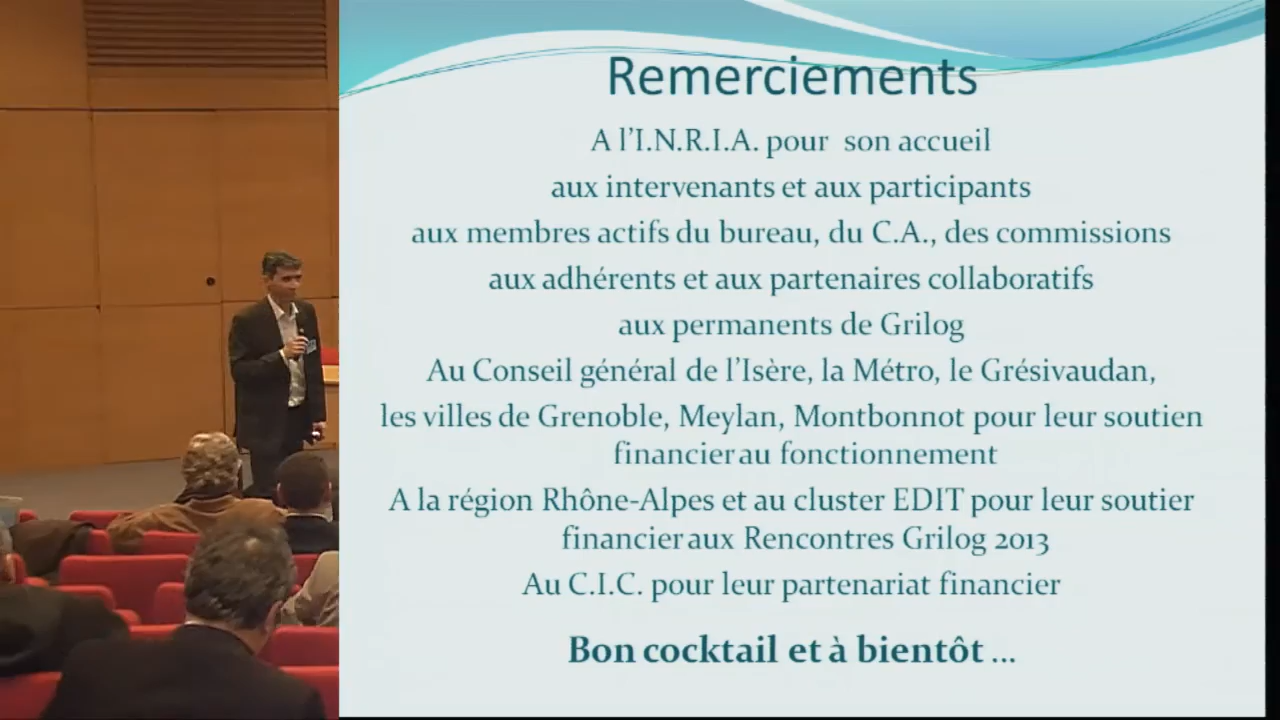 Remerciements
A l'I.N.R.I.A. pour son accueil
aux intervenants et aux participants
aux membres actifs du bureau, du C.A., des commissions
aux adhérents et aux partenaires collaboratifs
aux permanents de Grilog
Au Conseil général de l'Isère, la Métro, le Grésivaudan,
les villes de Grenoble, Meylan, Montbonnot pour leur soutien
financier au fonctionnement
A la région Rhône-Alpes et au cluster EDIT pour leur soutier
financier aux Rencontres Grilog 2013
Au C.I.C. pour leur partenariat financier
Bon cocktail et à bientôt ...